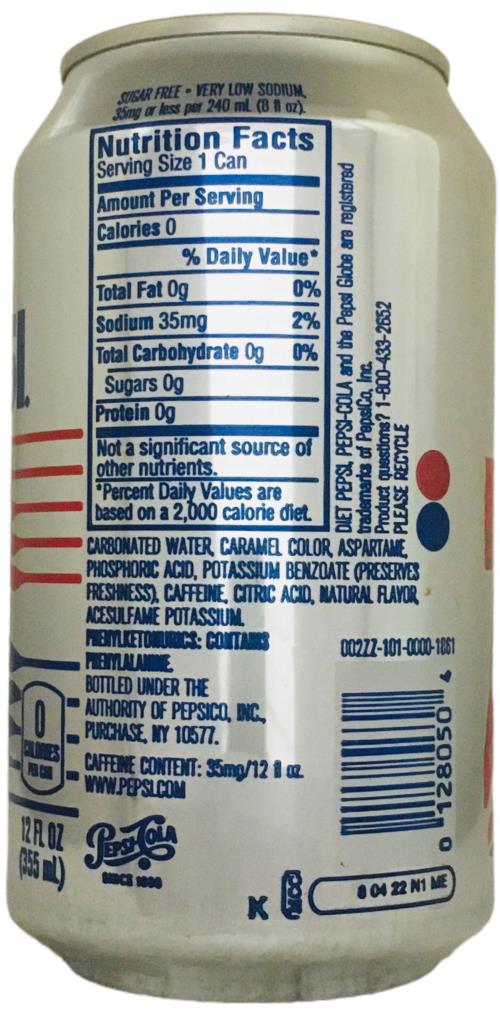 SUGAR FREE • VERY LOW SODIUM,
35mg or less per 240 mL (8 fl oz).
Nutrition Facts
Serving Size 1 Can
Amount Per Serving
Calories 0
% Daily Value*
Total Fat 0g 0%
Sodium 35mg 2%
Total Carbohydrate 0g 0%
Sugars 0g
Protein 0g
Not a significant source of
other nutrients.
*Percent Daily Values are
based on a 2,000 calorie diet.
DIET PEPSI, PEPSI-COLA and the Pepsi Globe are registered
trademarks of PepsiCo, Inc.
Product questions? 1-800-433-2652
PLEASE RECYCLE
CARBONATED WATER, CARAMEL COLOR, ASPARTAME,
PHOSPHORIC ACID, POTASSIUM BENZOATE (PRESERVES
FRESHNESS), CAFFEINE, CITRIC ACID, NATURAL FLAVOR,
ACESULFAME POTASSIUM.
PHENYLKETONURICS: CONTAINS
PHENYLALANINE.
BOTTLED UNDER THE
AUTHORITY OF PEPSICO, INC.,
PURCHASE, NY 10577.
CAFFEINE CONTENT: 35mg/12 fl oz.
WWW.PEPSI.COM
00277-101-0000-1861
0 128050 4
0
CALORIES
PER CAN
12 FL OZ
(355 mL)
PEPSI-COLA
SINCE 1898
K
MCC
8 04 22 N1 ME